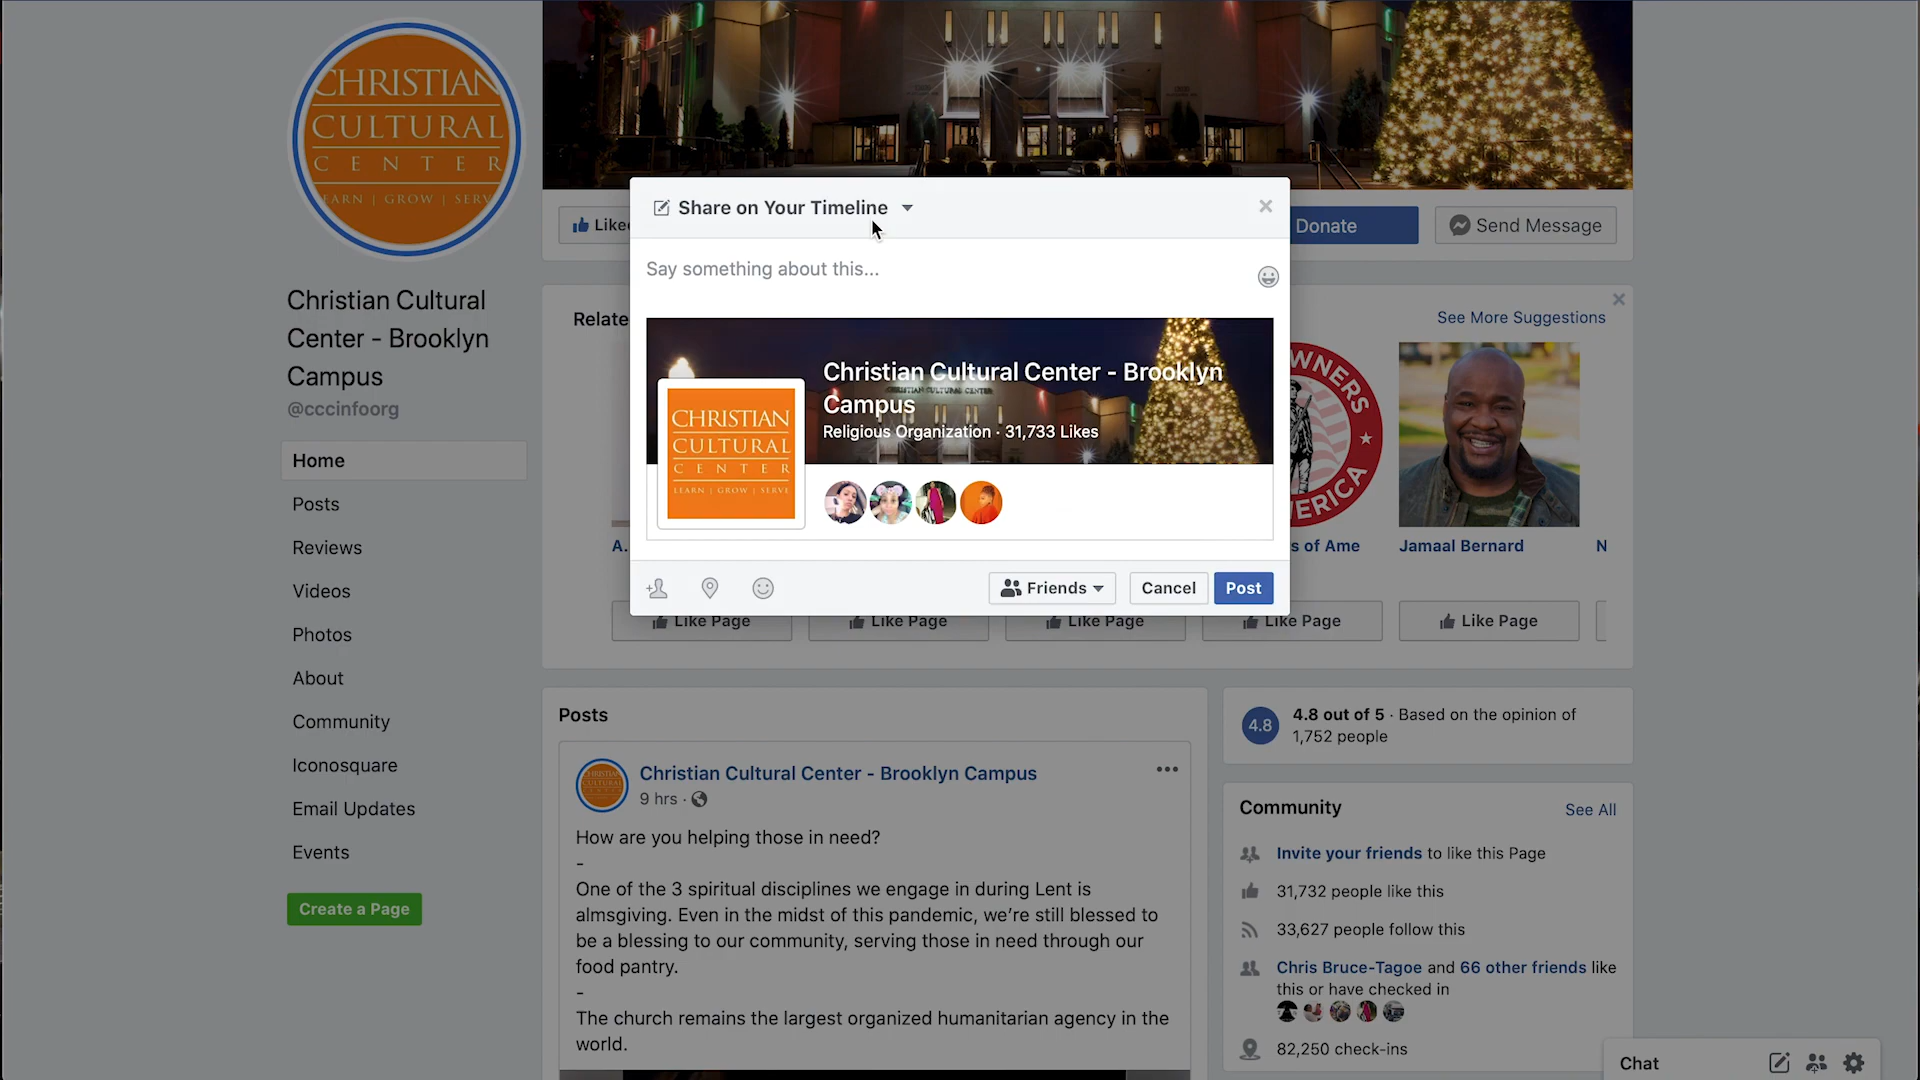 CHRISTIAN
CULTURAL
CENTER
LEARN | GROW | SERVE
Christian Cultural
Center - Brooklyn
Campus
@cccinfoorg
Home
Posts
Reviews
Videos
Photos
About
Community
Iconosquare
Email Updates
Events
Create a Page
Liked
Donate
Send Message
Share on Your Timeline
Say something about this...
Christian Cultural Center - Brooklyn
Campus
Religious Organization · 31,733 Likes
CHRISTIAN
CULTURAL
CENTER
LEARN | GROW | SERVE
Friends
Cancel
Post
Relate
See More Suggestions
WNERS
ERICA
A.
s of Ame
Jamaal Bernard
N
Like Page
Like Page
Like Page
Like Page
Like Page
Posts
Christian Cultural Center - Brooklyn Campus
9 hrs ·
How are you helping those in need?
-
One of the 3 spiritual disciplines we engage in during Lent is
almsgiving. Even in the midst of this pandemic, we're still blessed to
be a blessing to our community, serving those in need through our
food pantry.
-
The church remains the largest organized humanitarian agency in the
world.
4.8
4.8 out of 5 · Based on the opinion of
1,752 people
Community
See All
Invite your friends to like this Page
31,732 people like this
33,627 people follow this
Chris Bruce-Tagoe and 66 other friends like
this or have checked in
82,250 check-ins
Chat